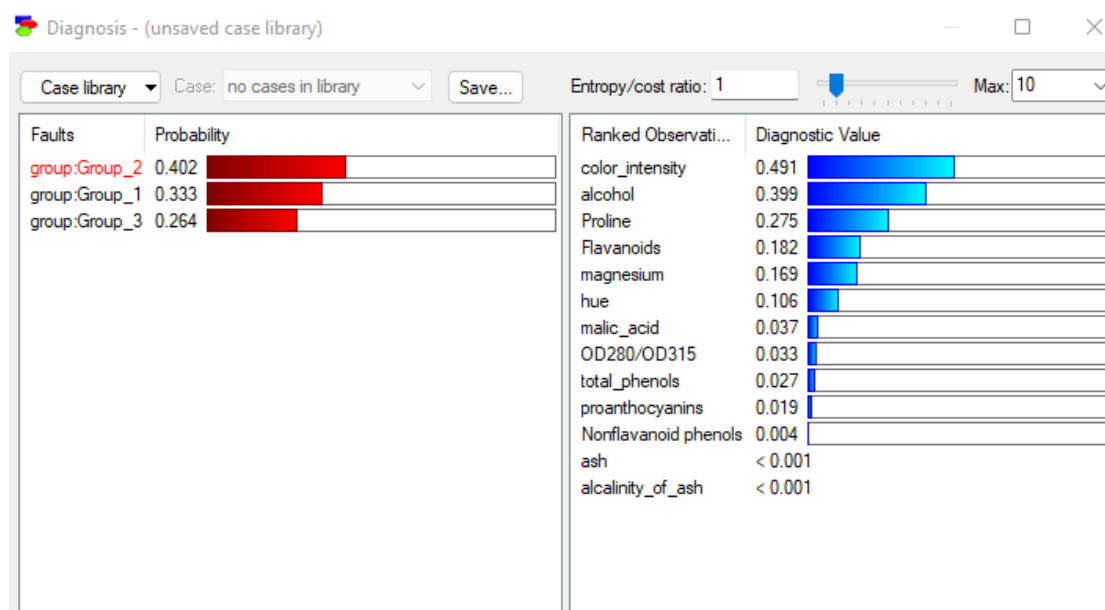 Diagnosis - (unsaved case library)
Case library Case: no cases in library Save... Entropy/cost ratio: 1 Max: 10
Faults Probability
group:Group_2 0.402
group:Group_1 0.333
group:Group_3 0.264
Ranked Observati... Diagnostic Value
color_intensity 0.491
alcohol 0.399
Proline 0.275
Flavanoids 0.182
magnesium 0.169
hue 0.106
malic_acid 0.037
OD280/OD315 0.033
total_phenols 0.027
proanthocyanins 0.019
Nonflavanoid phenols 0.004
ash < 0.001
alcalinity_of_ash < 0.001